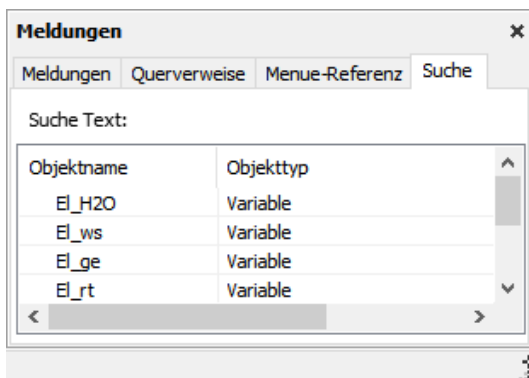 Meldungen
Meldungen Querverweise Menue-Referenz Suche
Suche Text:
Objektname Objekttyp
El_H2O Variable
El_ws Variable
El_ge Variable
El_rt Variable